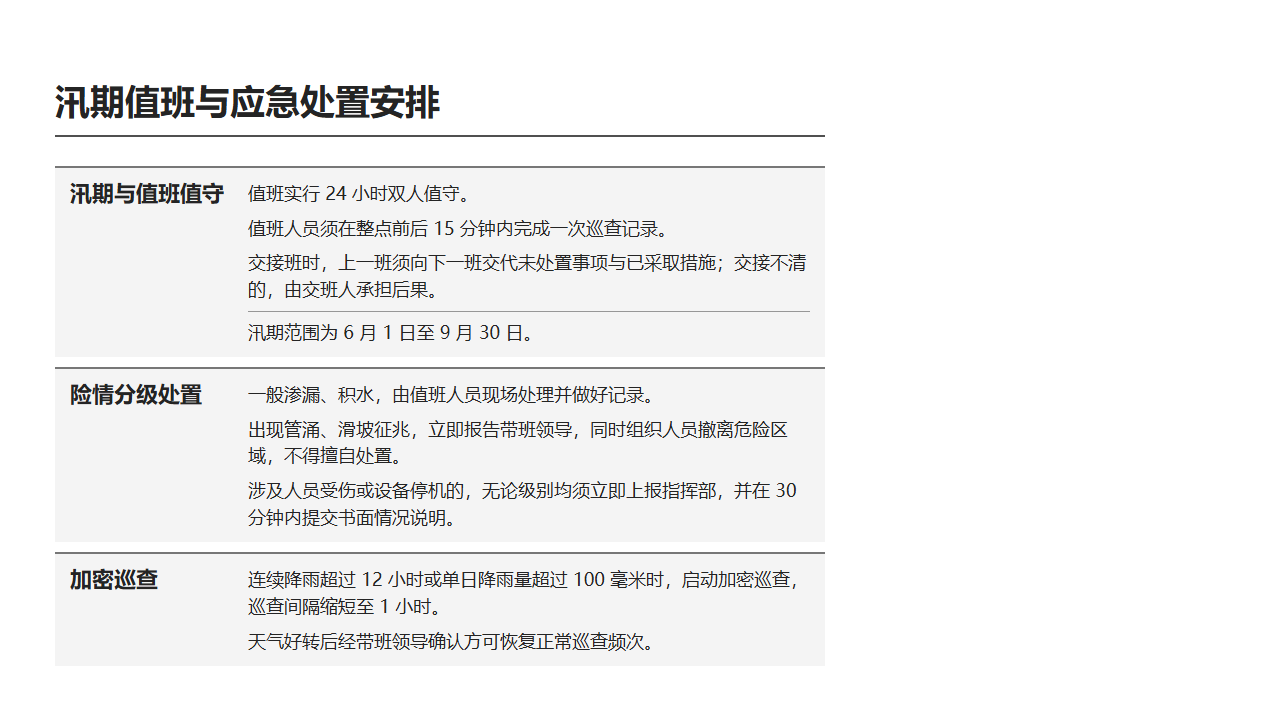 汛期值班与应急处置安排
汛期与值班值守
值班实行 24 小时双人值守。
值班人员须在整点前后 15 分钟内完成一次巡查记录。
交接班时，上一班须向下一班交代未处置事项与已采取措施；交接不清
的，由交班人承担后果。
汛期范围为 6 月 1 日至 9 月 30 日。
险情分级处置
一般渗漏、积水，由值班人员现场处理并做好记录。
出现管涌、滑坡征兆，立即报告带班领导，同时组织人员撤离危险区
域，不得擅自处置。
涉及人员受伤或设备停机的，无论级别均须立即上报指挥部，并在 30
分钟内提交书面情况说明。
加密巡查
连续降雨超过 12 小时或单日降雨量超过 100 毫米时，启动加密巡查，
巡查间隔缩短至 1 小时。
天气好转后经带班领导确认方可恢复正常巡查频次。